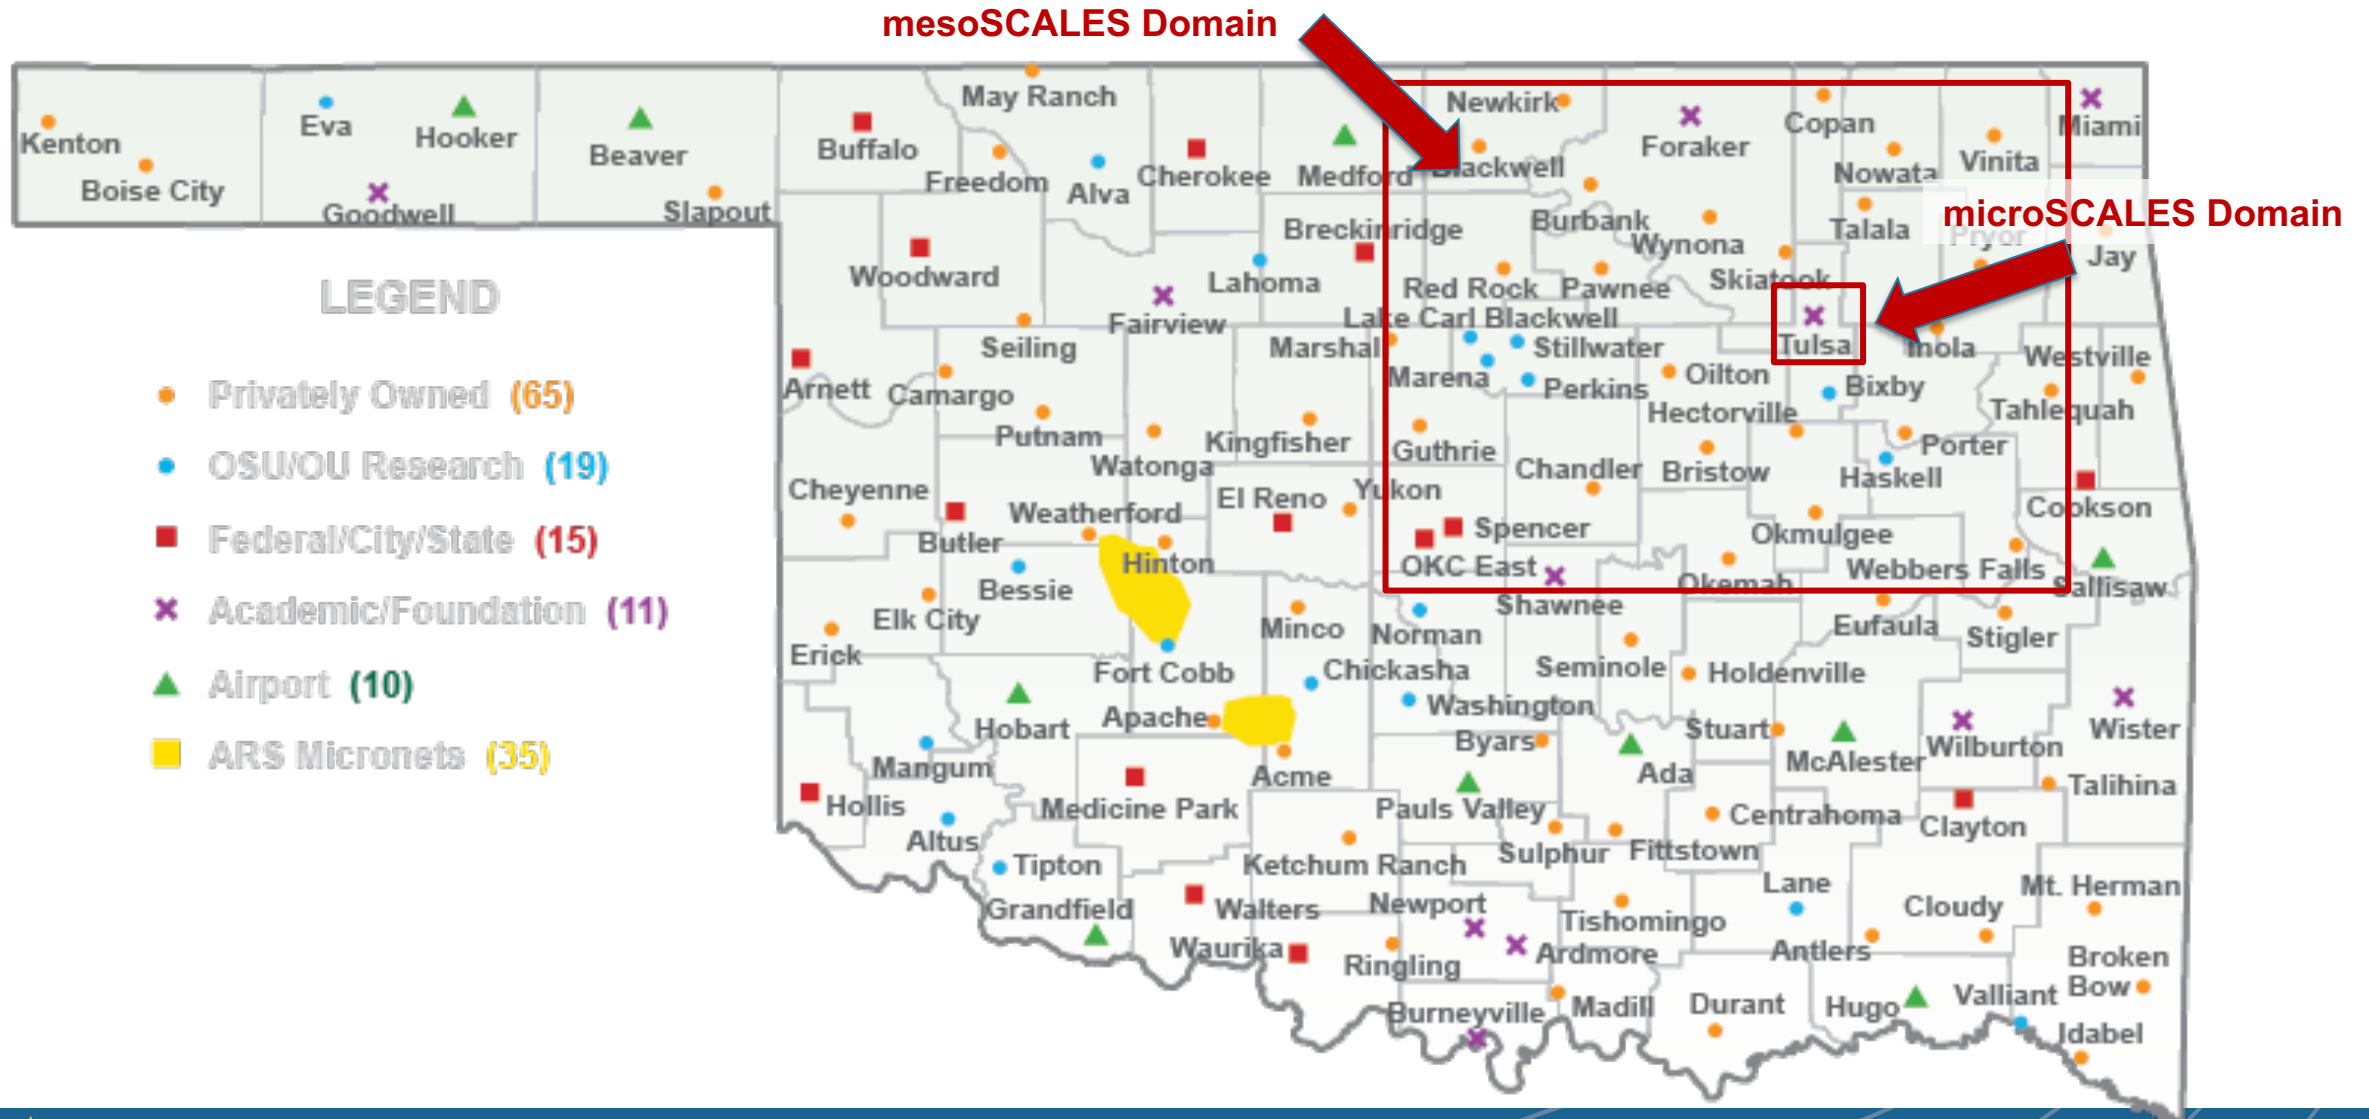 mesoSCALES Domain
May Ranch
Newkirk
Foraker
Copan
Miami
Kenton
Eva
Hooker
Beaver
Buffalo
Freedom
Alva
Cherokee
Medford
Blackwell
Nowata
Vinita
Boise City
Goodwell
Slapout
Woodward
Breckinridge
Burbank
Wynona
Talala
microSCALES Domain
Pryor
Jay
Lahoma
Fairview
Red Rock
Pawnee
Skiatook
LEGEND
Seiling
Lake Carl Blackwell
Marshall
Stillwater
Tulsa
Inola
Westville
Arnett
Camargo
Marena
Perkins
Oilton
Bixby
Tahlequah
Privately Owned (65)
Putnam
Watonga
Kingfisher
Guthrie
Hectorville
Chandler
Bristow
Haskell
Porter
OSU/OU Research (19)
Cheyenne
Weatherford
El Reno
Yukon
Spencer
Okmulgee
Cookson
Federal/City/State (15)
Butler
Hinton
OKC East
Okemah
Webbers Falls
Sallisaw
Bessie
Shawnee
Academic/Foundation (11)
Elk City
Minco
Norman
Eufaula
Stigler
Erick
Fort Cobb
Chickasha
Seminole
Holdenville
Airport (10)
Hobart
Apache
Washington
Byars
Stuart
Wilburton
Wister
ARS Micronets (35)
Mangum
Acme
Ada
McAlester
Talihina
Hollis
Medicine Park
Pauls Valley
Centrahoma
Clayton
Altus
Tipton
Ketchum Ranch
Sulphur
Fittstown
Lane
Mt. Herman
Grandfield
Walters
Newport
Tishomingo
Cloudy
Waurika
Ringling
Ardmore
Antlers
Broken
Bow
Burneyville
Madill
Durant
Hugo
Valliant
Idabel